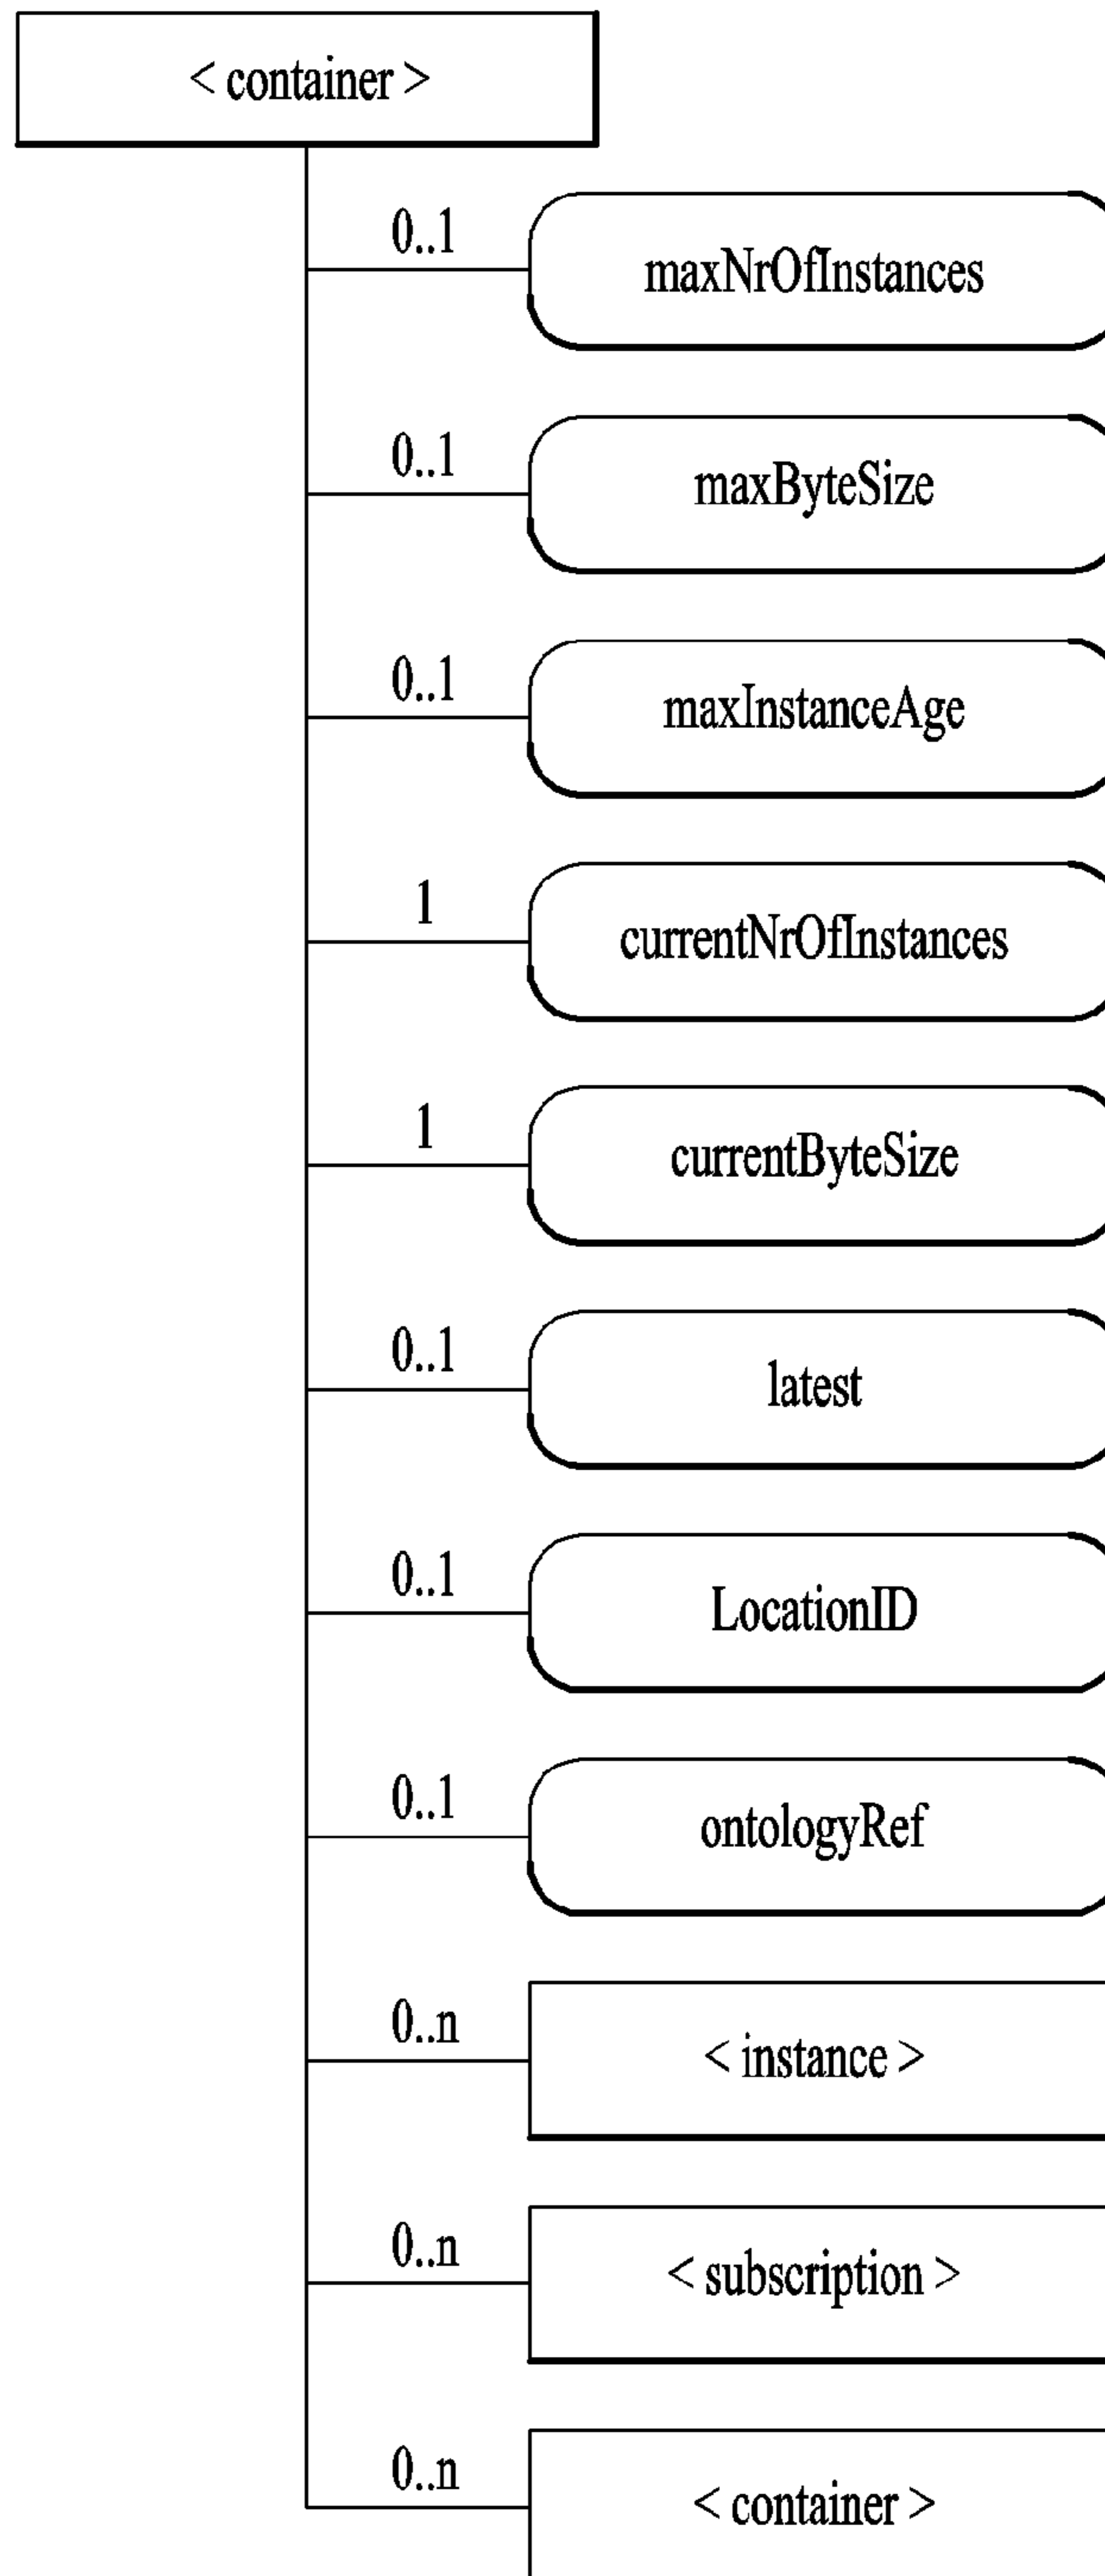 < container >
0..1
maxNrOfInstances
0..1
maxByteSize
0..1
maxInstanceAge
1
currentNrOfInstances
1
currentByteSize
0..1
latest
0..1
LocationID
0..1
ontologyRef
0..n
< instance >
0..n
< subscription >
0..n
< container >